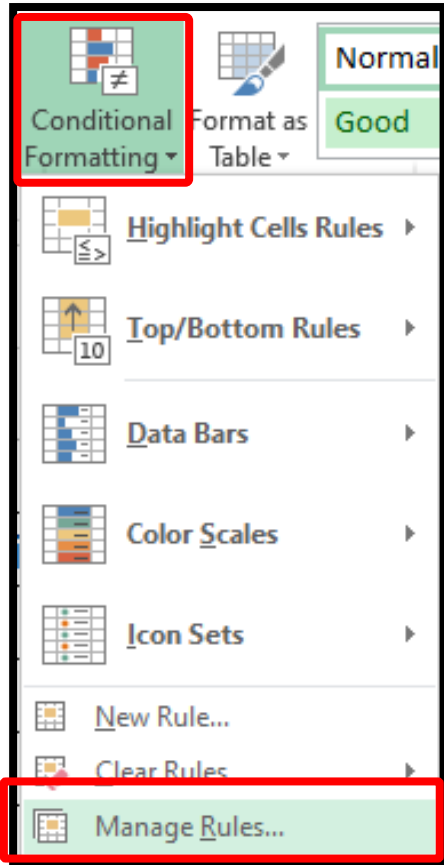 Conditional
Formatting
Format as
Table
Normal
Good
≠
Highlight Cells Rules
≤>
Top/Bottom Rules
10
Data Bars
Color Scales
Icon Sets
New Rule...
Clear Rules
Manage Rules...